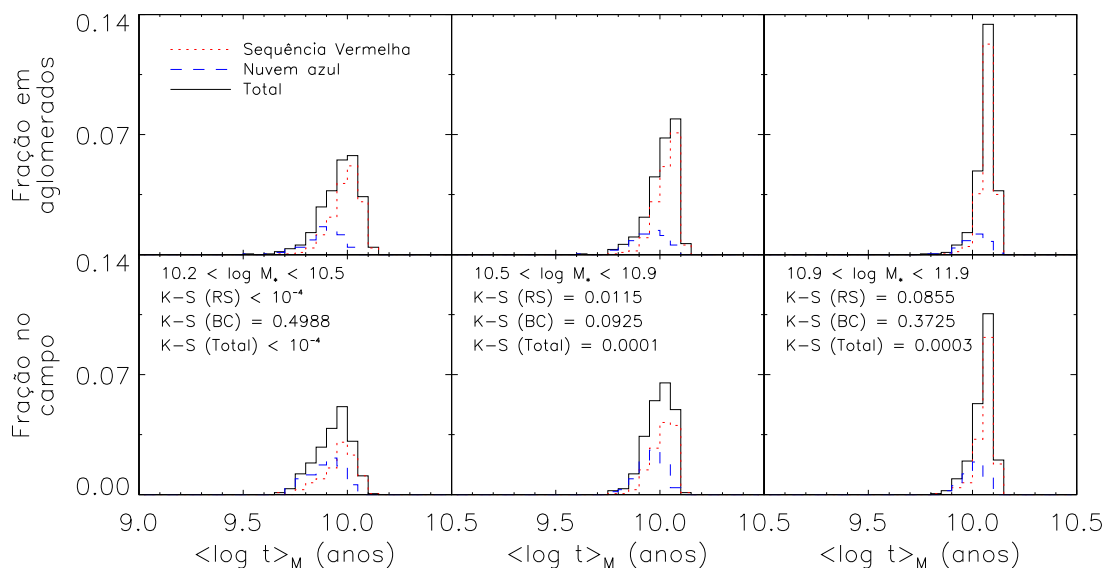 0.14
Fração em
aglomerados
0.07
Sequência Vermelha
Nuvem azul
Total
0.14
Fração no
campo
0.07
0.00
10.2 < log M* < 10.5
K-S (RS) < 10⁻⁴
K-S (BC) = 0.4988
K-S (Total) < 10⁻⁴
10.5 < log M* < 10.9
K-S (RS) = 0.0115
K-S (BC) = 0.0925
K-S (Total) = 0.0001
10.9 < log M* < 11.9
K-S (RS) = 0.0855
K-S (BC) = 0.3725
K-S (Total) = 0.0003
9.0 9.5 10.0 10.5 9.5 10.0 10.5 9.5 10.0 10.5
<log t>M (anos) <log t>M (anos) <log t>M (anos)